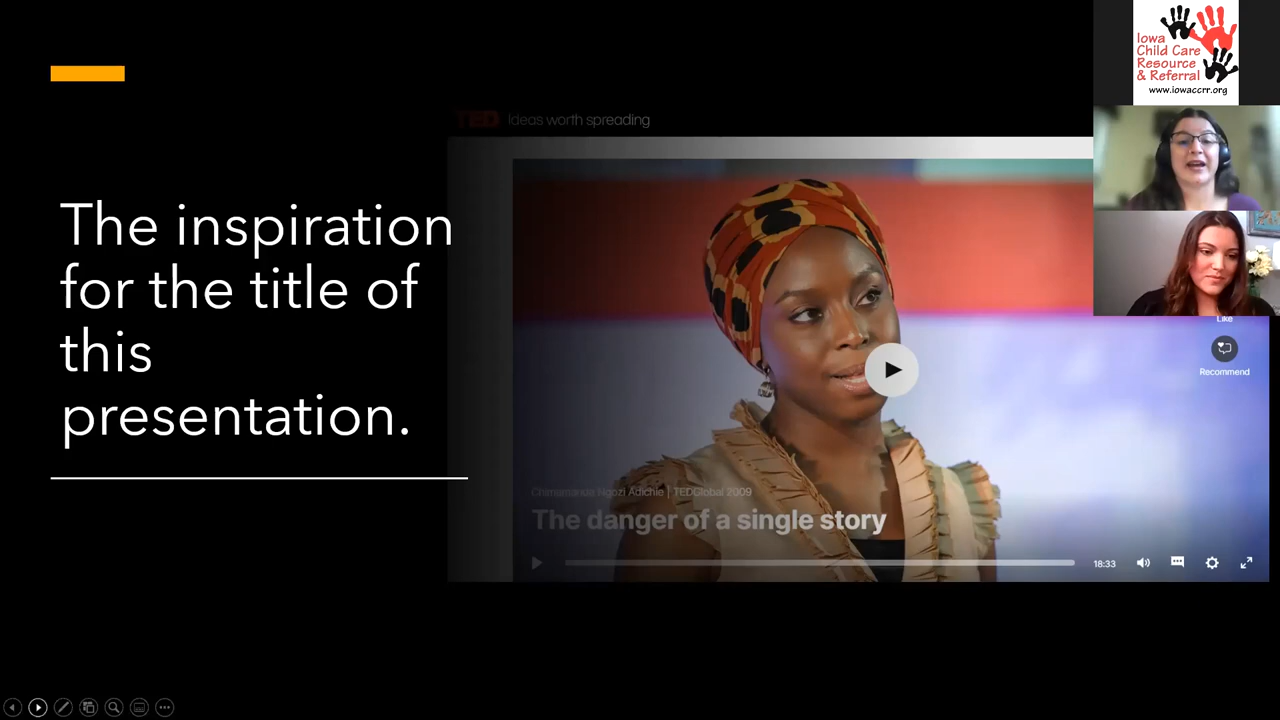 The inspiration
for the title of
this
presentation.
TED Ideas worth spreading
Chimamanda Ngozi Adichie | TEDGlobal 2009
The danger of a single story
18:33
Like
Recommend
Iowa
Child Care
Resource
& Referral
www.iowaccrr.org